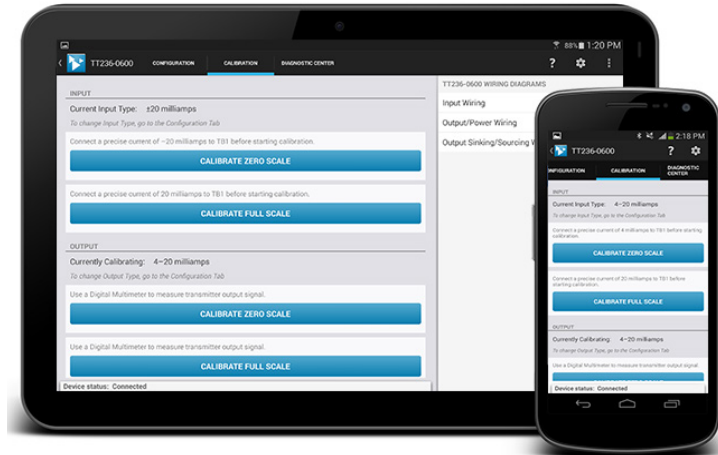 88% 1:20 PM
TT236-0600 CONFIGURATION CALIBRATION DIAGNOSTIC CENTER ?
INPUT
Current Input Type: ±20 milliamps
To change Input Type, go to the Configuration Tab
Connect a precise current of -20 milliamps to TB1 before starting calibration.
CALIBRATE ZERO SCALE
Connect a precise current of 20 milliamps to TB1 before starting calibration.
CALIBRATE FULL SCALE
OUTPUT
Currently Calibrating: 4-20 milliamps
To change Output Type, go to the Configuration Tab
Use a Digital Multimeter to measure transmitter output signal.
CALIBRATE ZERO SCALE
Use a Digital Multimeter to measure transmitter output signal.
CALIBRATE FULL SCALE
Device status: Connected
TT236-0600 WIRING DIAGRAMS
Input Wiring
Output/Power Wiring
Output Sinking/Sourcing W
2:18 PM
TT236-0600 ?
NFIGURATION CALIBRATION DIAGNOSTIC CENTER
INPUT
Current Input Type: 4-20 milliamps
To change Input Type, go to the Configuration Tab
Connect a precise current of 4 milliamps to TB1 before starting
calibration.
CALIBRATE ZERO SCALE
Connect a precise current of 20 milliamps to TB1 before
starting calibration.
CALIBRATE FULL SCALE
OUTPUT
Currently Calibrating: 4-20 milliamps
To change Output Type, go to the Configuration Tab
Use a Digital Multimeter to measure transmitter output signal.
Device status: Connected